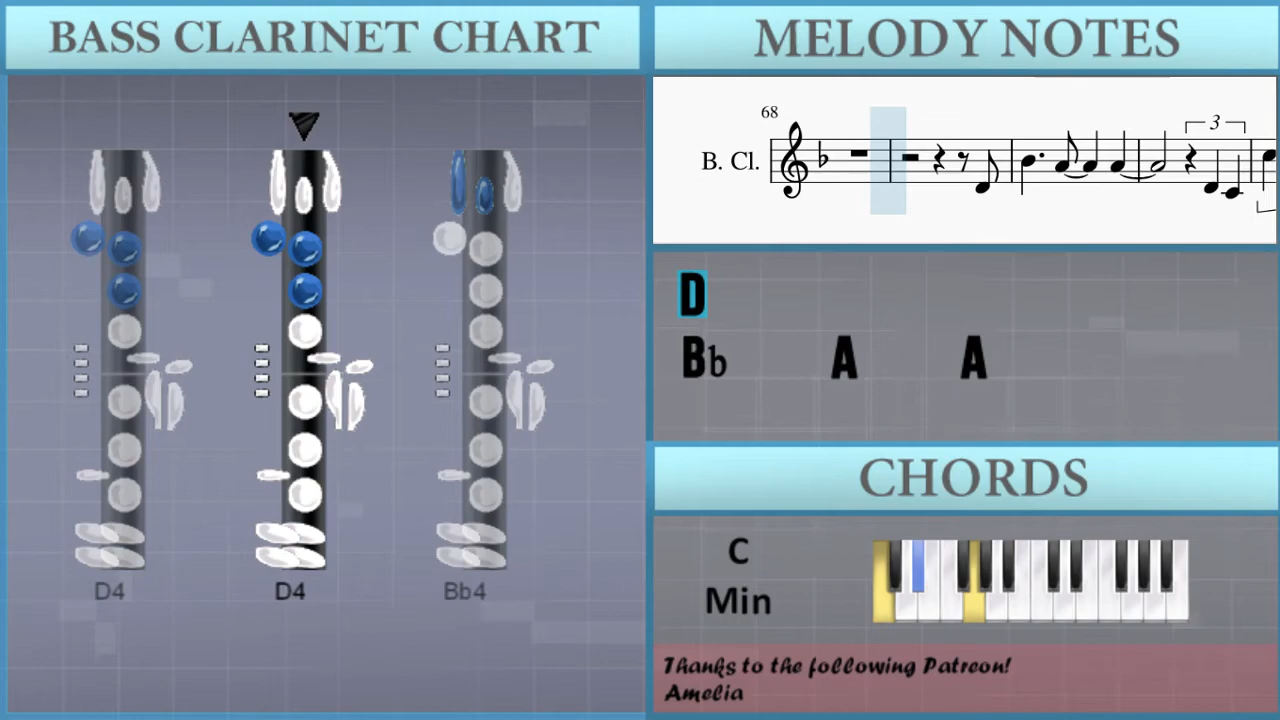 BASS CLARINET CHART
D4
D4
Bb4
MELODY NOTES
68
3
B. Cl.
D
Bb A A
CHORDS
C
Min
Thanks to the following Patreon!
Amelia